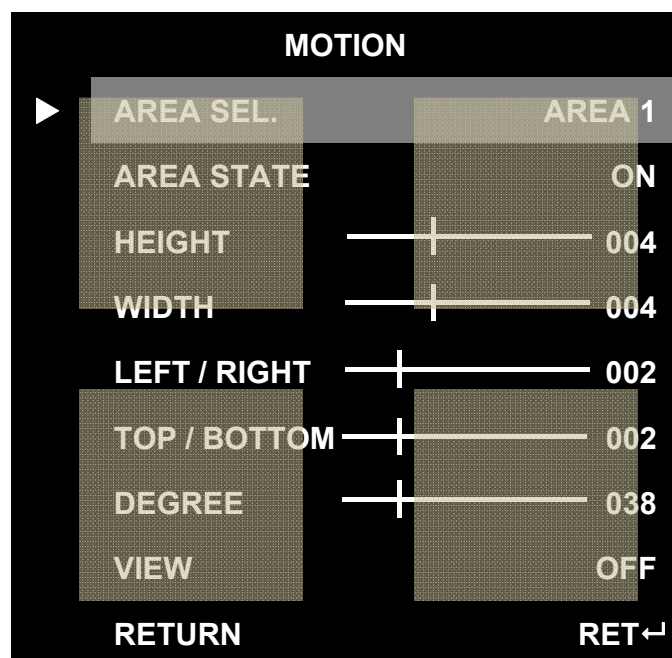 MOTION
AREA SEL. AREA 1
AREA STATE ON
HEIGHT 004
WIDTH 004
LEFT / RIGHT 002
TOP / BOTTOM 002
DEGREE 038
VIEW OFF
RETURN RET↵